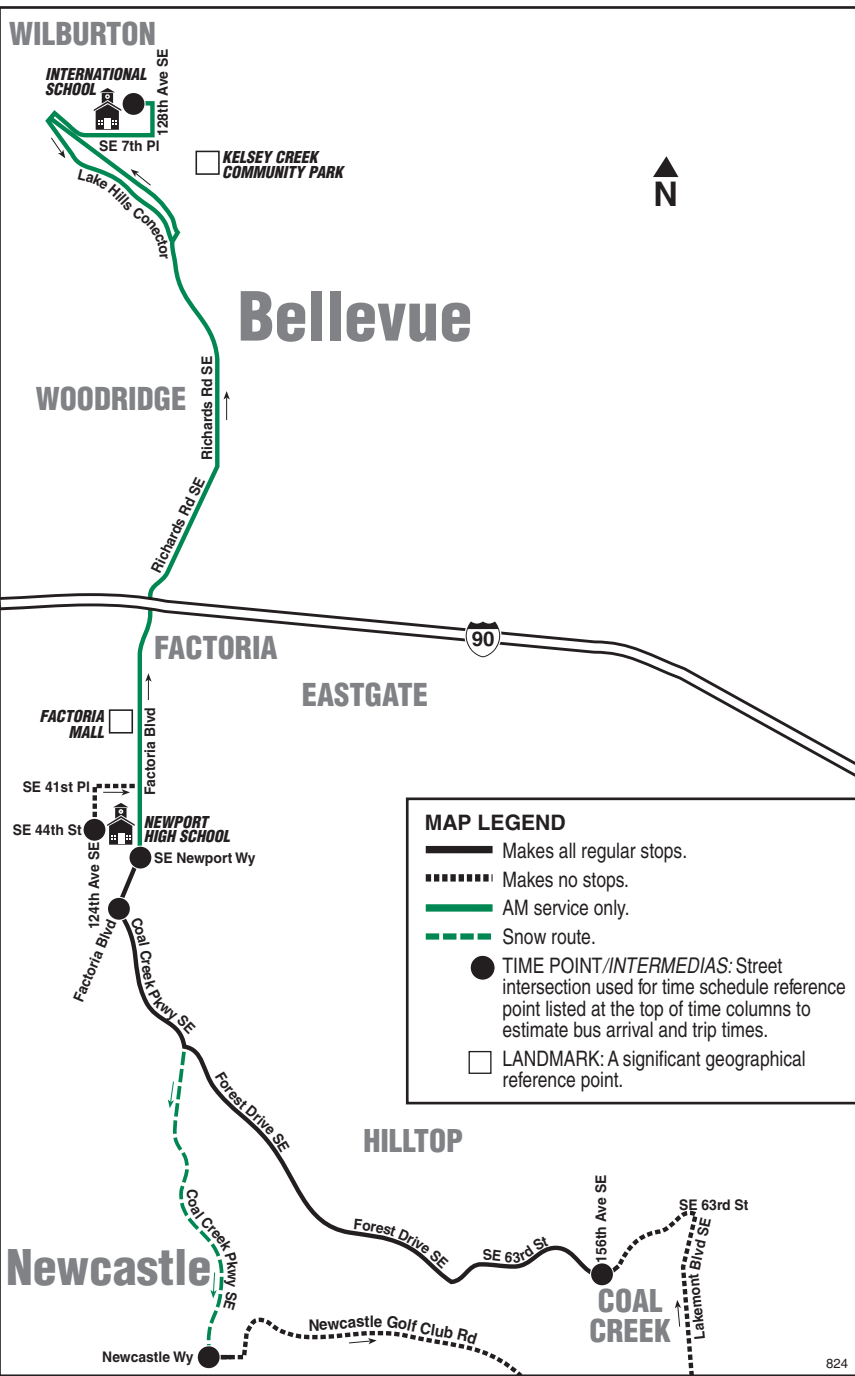 WILBURTON
INTERNATIONAL
SCHOOL
128th Ave SE
SE 7th Pl
KELSEY CREEK
COMMUNITY PARK
Lake Hills Conector
N
Bellevue
WOODRIDGE
Richards Rd SE
Richards Rd SE
90
FACTORIA
EASTGATE
FACTORIA
MALL
Factoria Blvd
SE 41st Pl
SE 44th St
NEWPORT
HIGH SCHOOL
SE Newport Wy
124th Ave SE
Factoria Blvd
Coal Creek Pkwy SE
MAP LEGEND
Makes all regular stops.
Makes no stops.
AM service only.
Snow route.
TIME POINT/INTERMEDIAS: Street
intersection used for time schedule reference
point listed at the top of time columns to
estimate bus arrival and trip times.
LANDMARK: A significant geographical
reference point.
Forest Drive SE
HILLTOP
Coal Creek Pkwy SE
Forest Drive SE
SE 63rd St
156th Ave SE
SE 63rd St
Lakemont Blvd SE
Newcastle
COAL
CREEK
Newcastle Golf Club Rd
Newcastle Wy
824